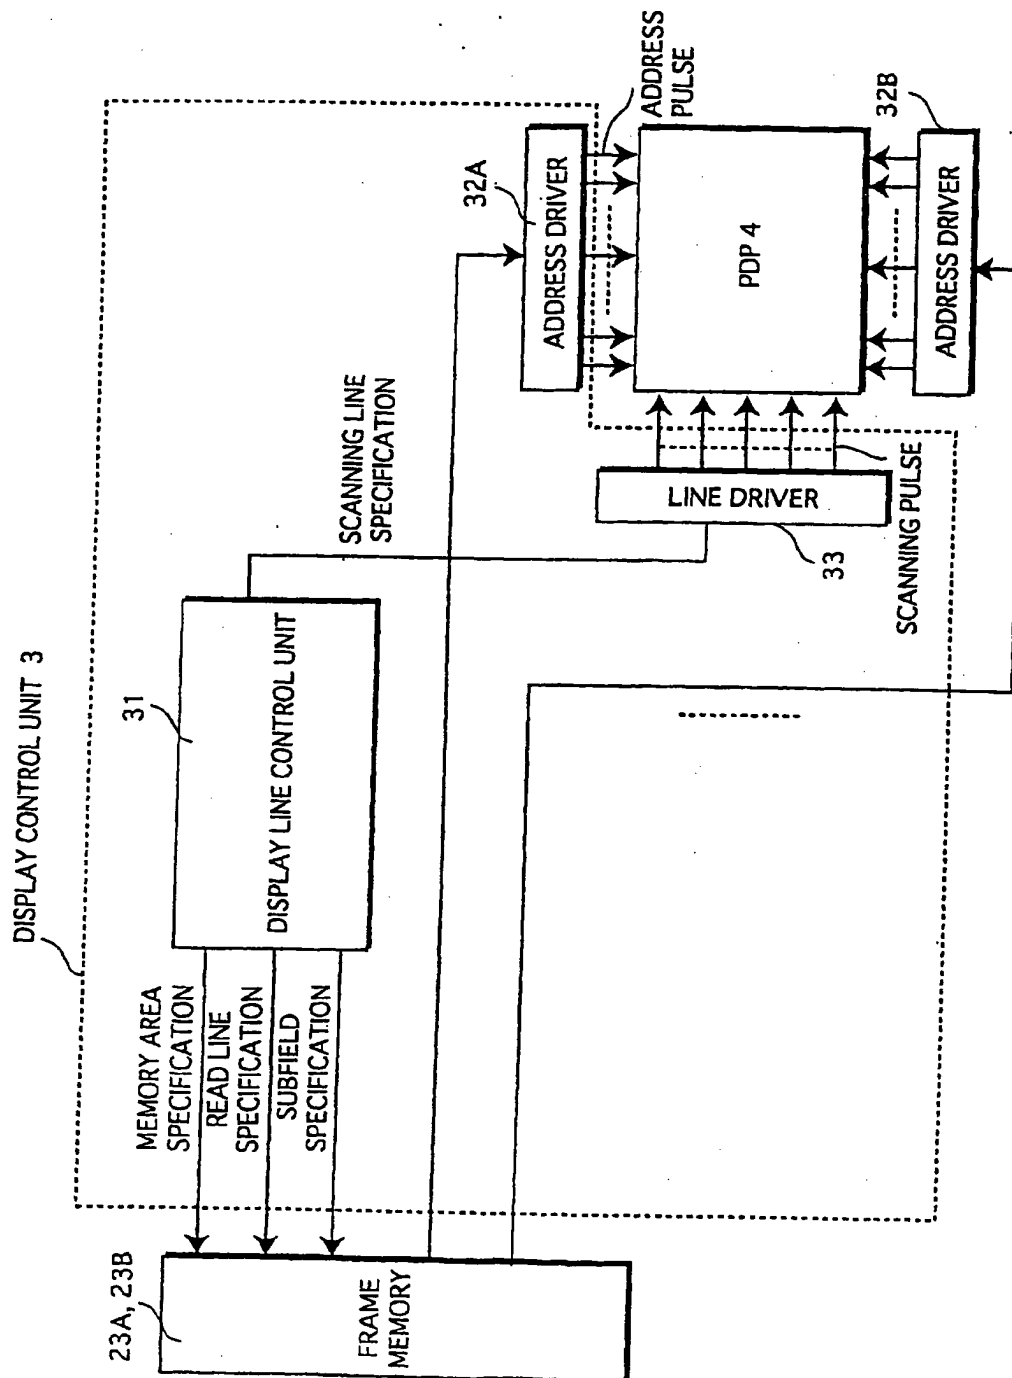 DISPLAY CONTROL UNIT 3
23A, 23B
FRAME
MEMORY
MEMORY AREA
SPECIFICATION
READ LINE
SPECIFICATION
SUBFIELD
SPECIFICATION
31
DISPLAY LINE CONTROL UNIT
SCANNING LINE
SPECIFICATION
32A
ADDRESS DRIVER
ADDRESS
PULSE
LINE DRIVER
33
SCANNING PULSE
PDP 4
32B
ADDRESS DRIVER